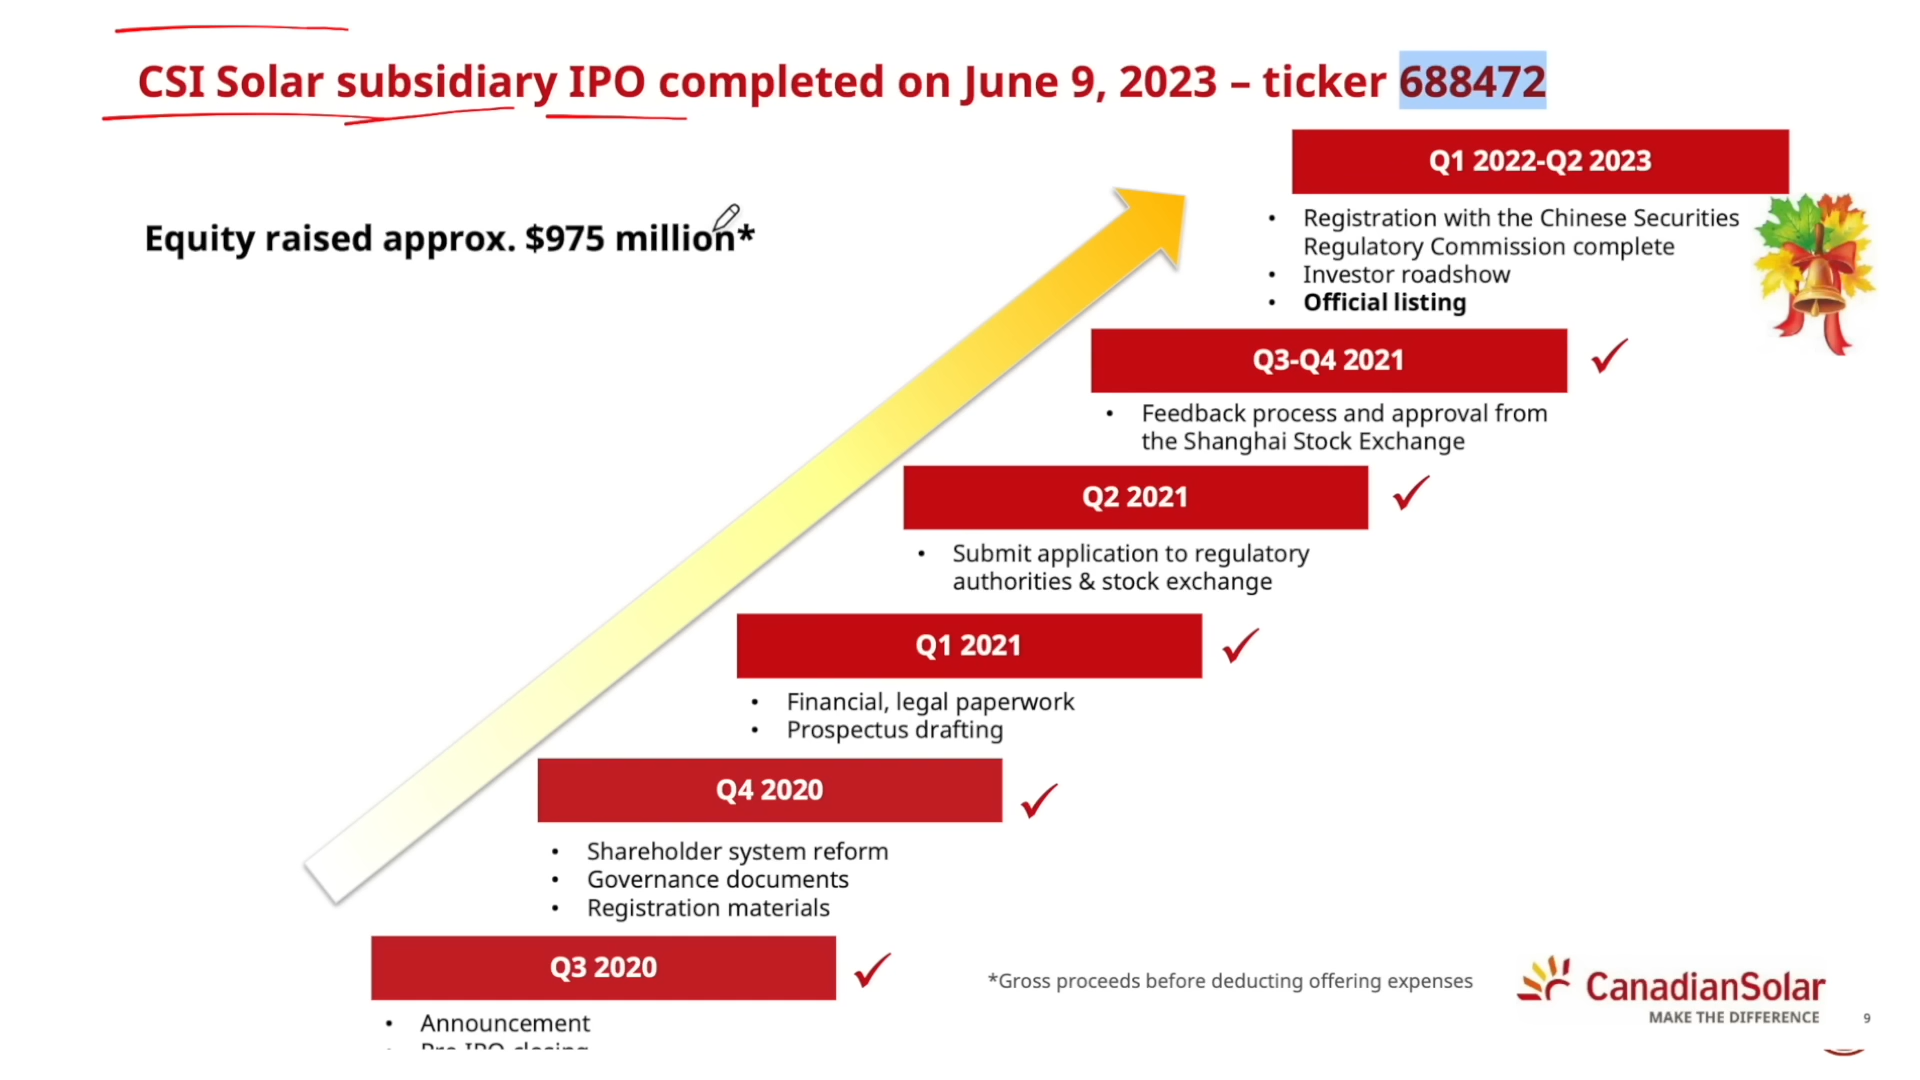 CSI Solar subsidiary IPO completed on June 9, 2023 – ticker 688472
Equity raised approx. $975 million*
Q1 2022-Q2 2023
• Registration with the Chinese Securities
Regulatory Commission complete
• Investor roadshow
• Official listing
Q3-Q4 2021
• Feedback process and approval from
the Shanghai Stock Exchange
Q2 2021
• Submit application to regulatory
authorities & stock exchange
Q1 2021
• Financial, legal paperwork
• Prospectus drafting
Q4 2020
• Shareholder system reform
• Governance documents
• Registration materials
Q3 2020
• Announcement
• Pre-IPO closing
*Gross proceeds before deducting offering expenses
CanadianSolar
MAKE THE DIFFERENCE
9